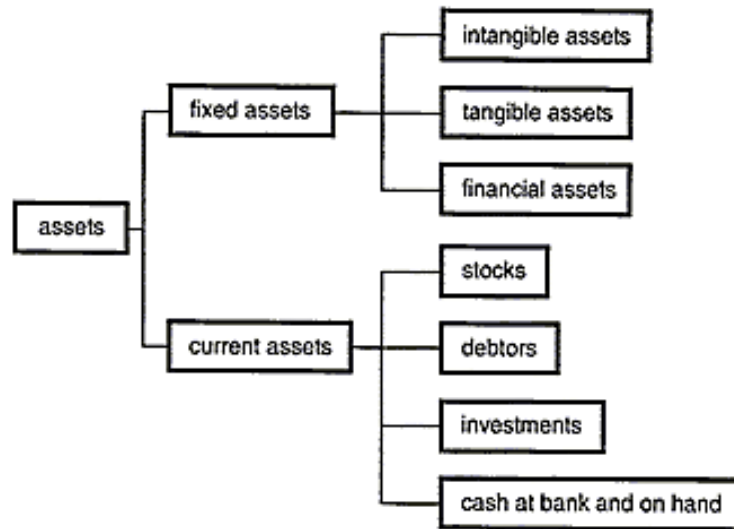 assets
fixed assets
intangible assets
tangible assets
financial assets
current assets
stocks
debtors
investments
cash at bank and on hand